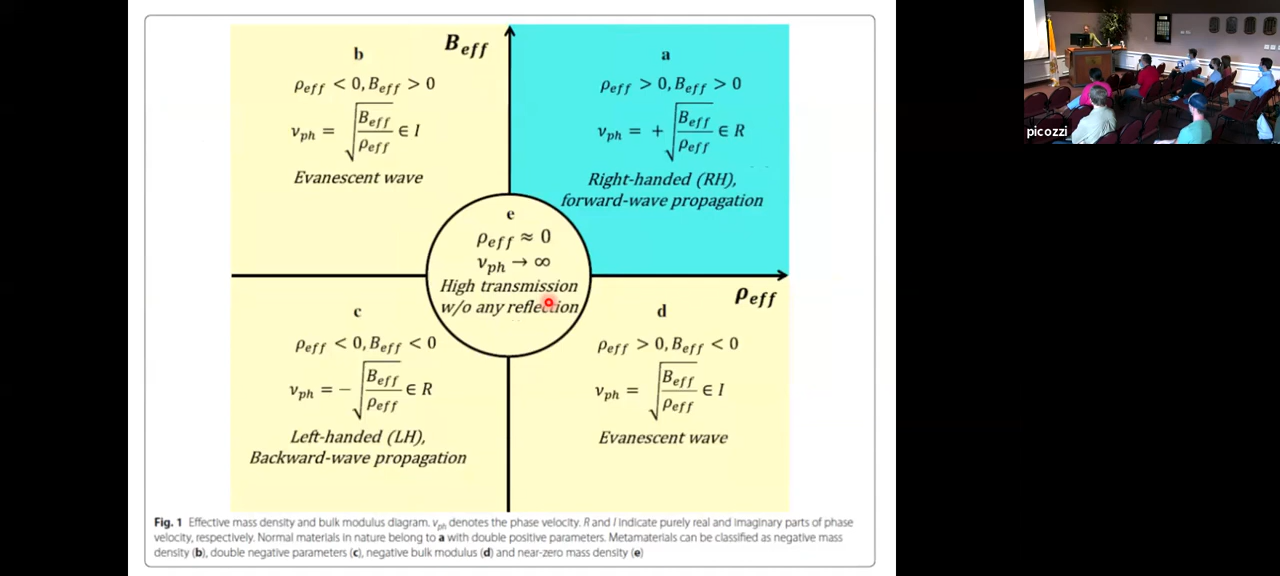 B_eff
b
ρ_eff < 0, B_eff > 0
v_ph = √(B_eff/ρ_eff) ∈ I
Evanescent wave
a
ρ_eff > 0, B_eff > 0
v_ph = + √(B_eff/ρ_eff) ∈ R
Right-handed (RH),
forward-wave propagation
e
ρ_eff ≈ 0
v_ph → ∞
High transmission
w/o any reflection
ρ_eff
c
ρ_eff < 0, B_eff < 0
v_ph = − √(B_eff/ρ_eff) ∈ R
Left-handed (LH),
Backward-wave propagation
d
ρ_eff > 0, B_eff < 0
v_ph = √(B_eff/ρ_eff) ∈ I
Evanescent wave
Fig. 1 Effective mass density and bulk modulus diagram. v_ph denotes the phase velocity. R and I indicate purely real and imaginary parts of phase
velocity, respectively. Normal materials in nature belong to a with double positive parameters. Metamaterials can be classified as negative mass
density (b), double negative parameters (c), negative bulk modulus (d) and near-zero mass density (e)
picozzi